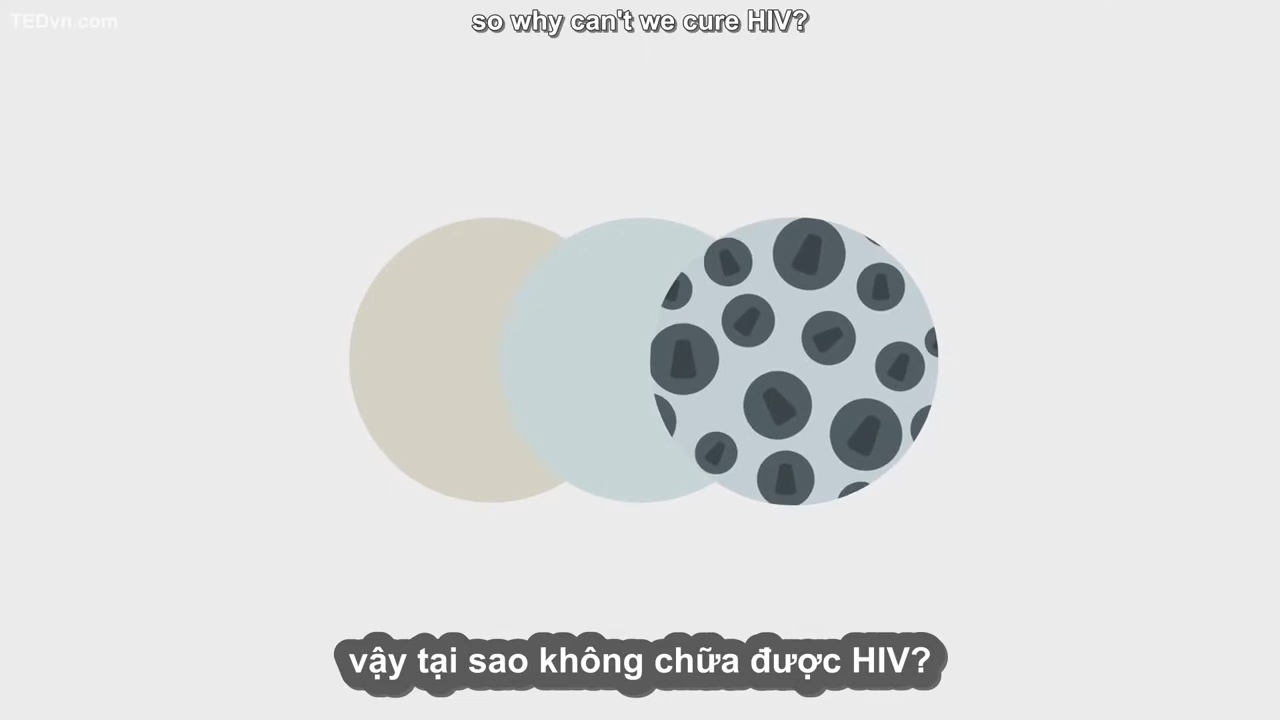 TEDvn.com
so why can't we cure HIV?
vậy tại sao không chữa được HIV?